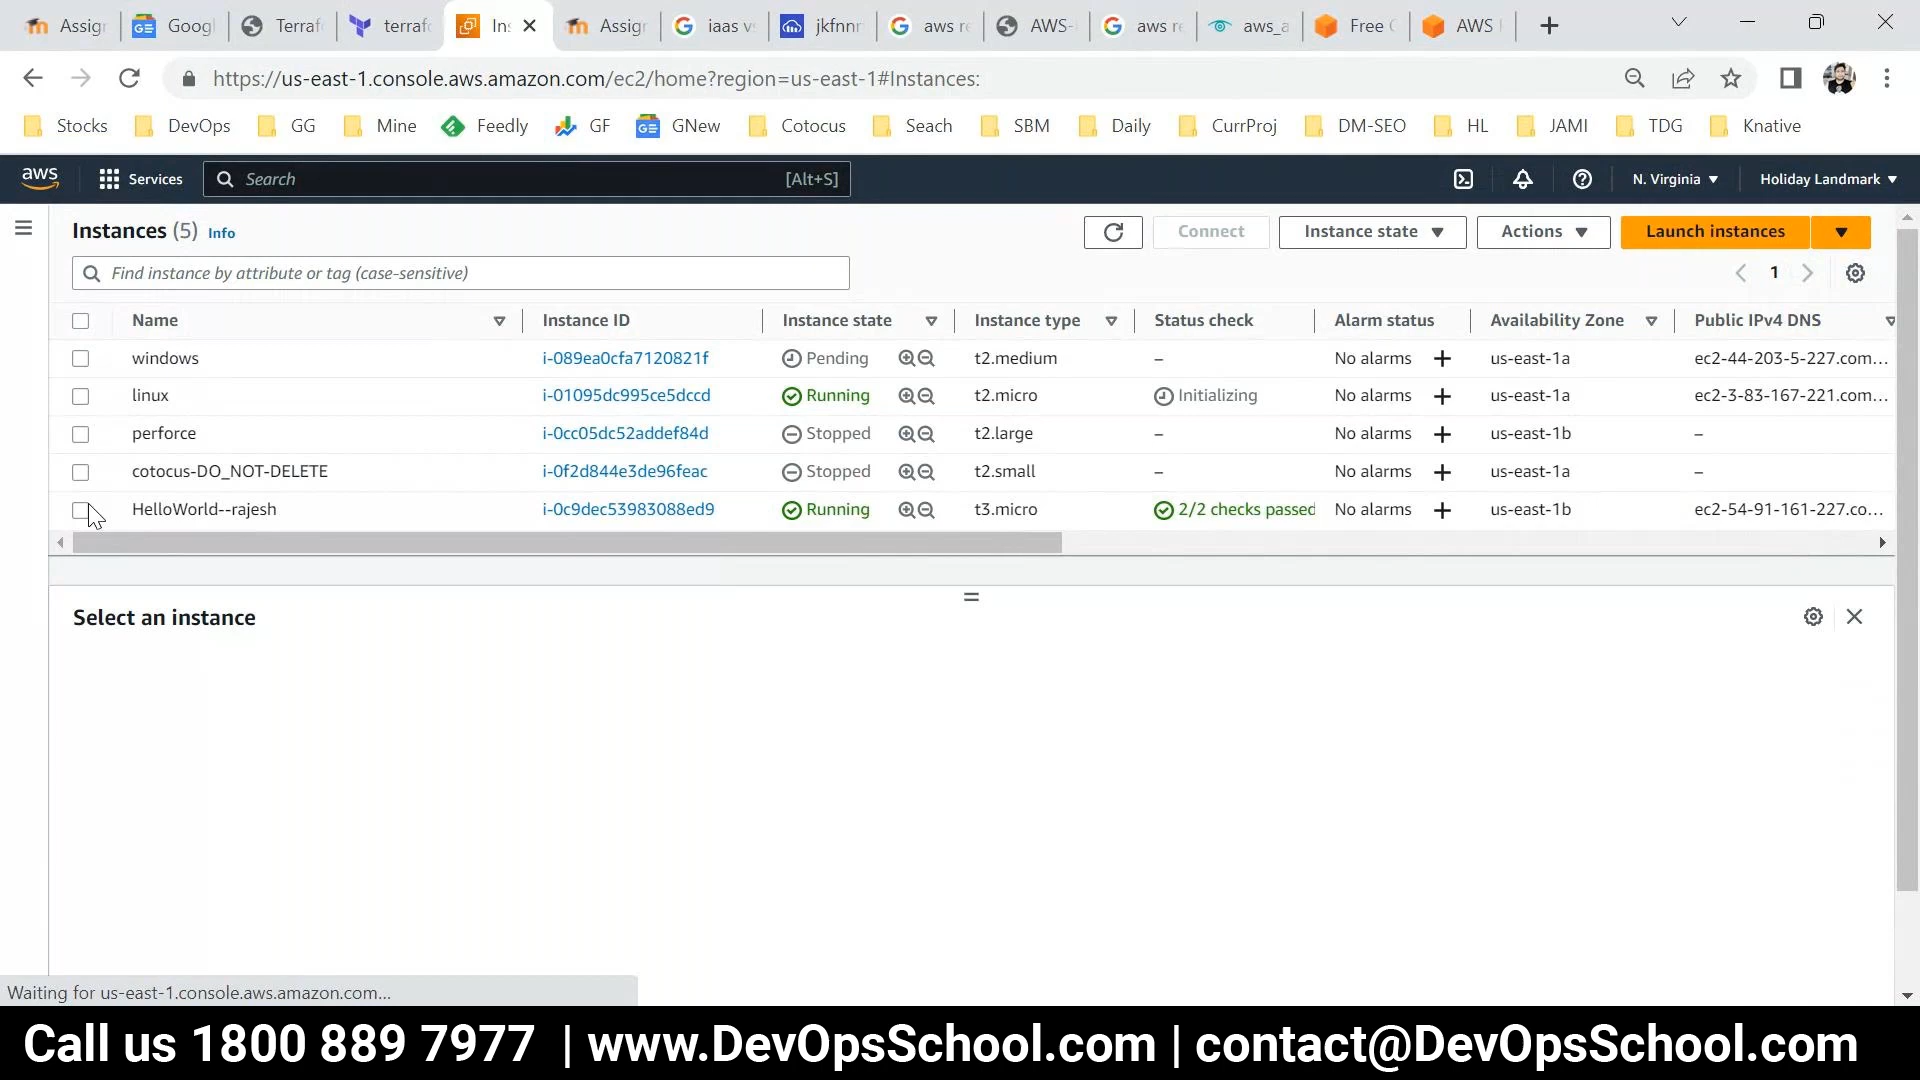 Assign
Googl
Terraf
terraf
Ins
Assign
iaas v
jkfnnn
aws re
AWS-
aws re
aws_a
Free
AWS
https://us-east-1.console.aws.amazon.com/ec2/home?region=us-east-1#Instances:
Stocks DevOps GG Mine Feedly GF GNew Cotocus Seach SBM Daily CurrProj DM-SEO HL JAMI TDG Knative
aws Services Search [Alt+S] N. Virginia Holiday Landmark
Instances (5) Info Connect Instance state Actions Launch instances
Find instance by attribute or tag (case-sensitive) 1
Name Instance ID Instance state Instance type Status check Alarm status Availability Zone Public IPv4 DNS
windows i-089ea0cfa7120821f Pending t2.medium – No alarms + us-east-1a ec2-44-203-5-227.com...
linux i-01095dc995ce5dccd Running t2.micro Initializing No alarms + us-east-1a ec2-3-83-167-221.com...
perforce i-0cc05dc52addef84d Stopped t2.large – No alarms + us-east-1b –
cotocus-DO_NOT-DELETE i-0f2d844e3de96feac Stopped t2.small – No alarms + us-east-1a –
HelloWorld--rajesh i-0c9dec53983088ed9 Running t3.micro 2/2 checks passed No alarms + us-east-1b ec2-54-91-161-227.co...
Select an instance
Waiting for us-east-1.console.aws.amazon.com...
Call us 1800 889 7977 | www.DevOpsSchool.com | contact@DevOpsSchool.com